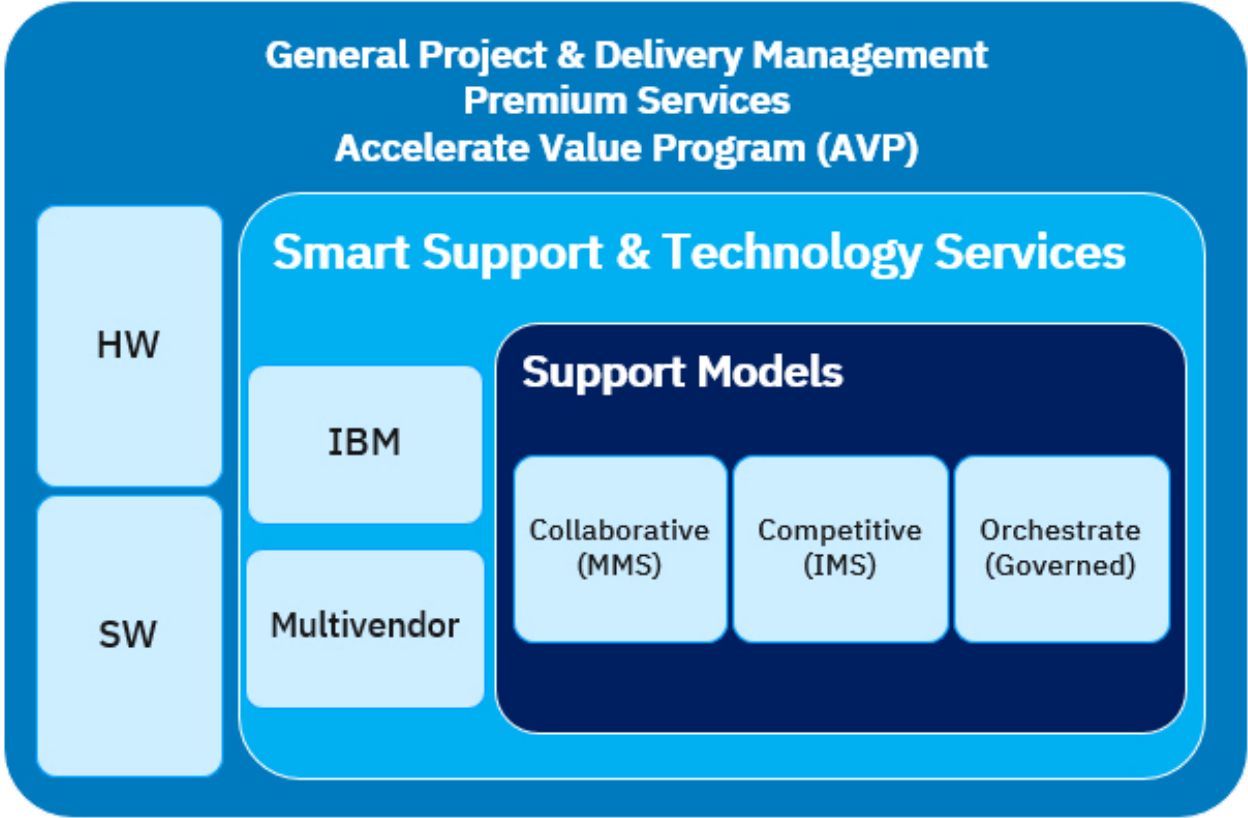 General Project & Delivery Management
Premium Services
Accelerate Value Program (AVP)
Smart Support & Technology Services
HW
SW
IBM
Multivendor
Support Models
Collaborative
(MMS)
Competitive
(IMS)
Orchestrate
(Governed)